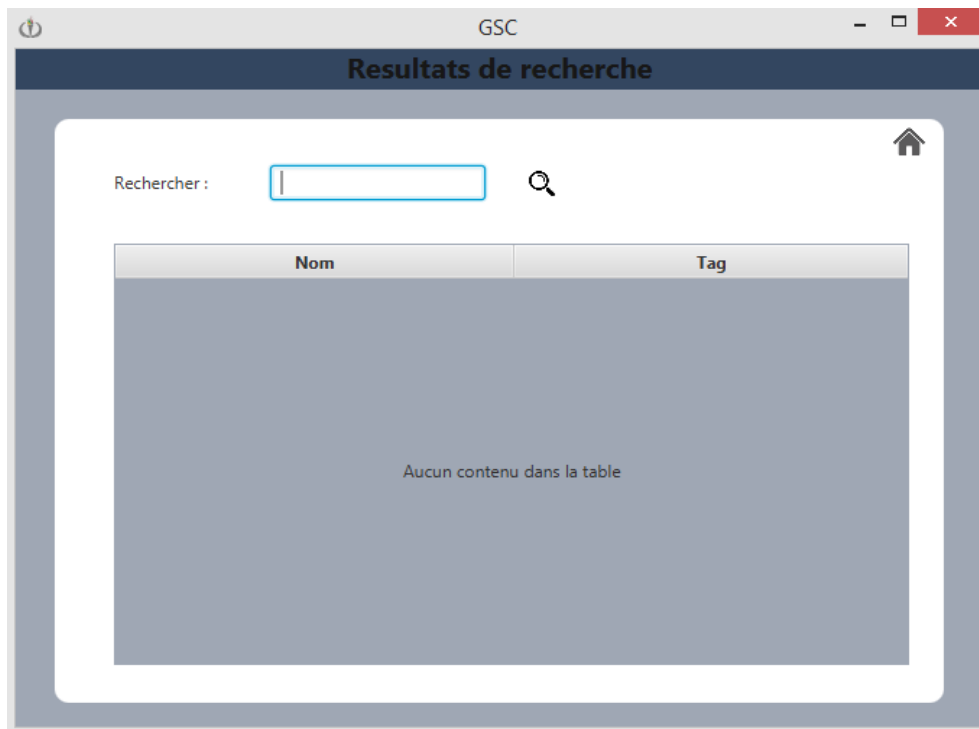 GSC
Resultats de recherche
Rechercher :
Nom Tag
Aucun contenu dans la table